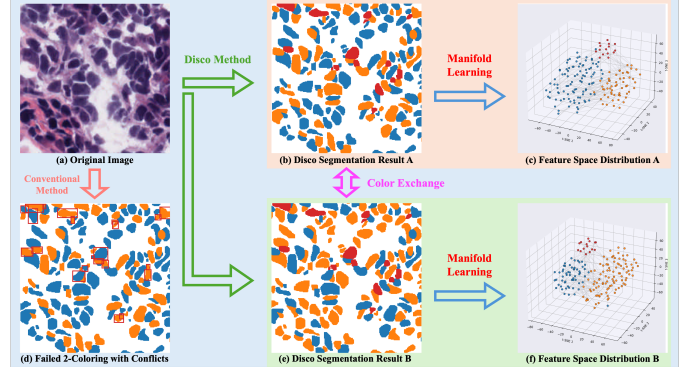 Disco Method
Manifold
Learning
(a) Original Image
(b) Disco Segmentation Result A
(c) Feature Space Distribution A
Conventional
Method
Color Exchange
Manifold
Learning
(d) Failed 2-Coloring with Conflicts
(e) Disco Segmentation Result B
(f) Feature Space Distribution B